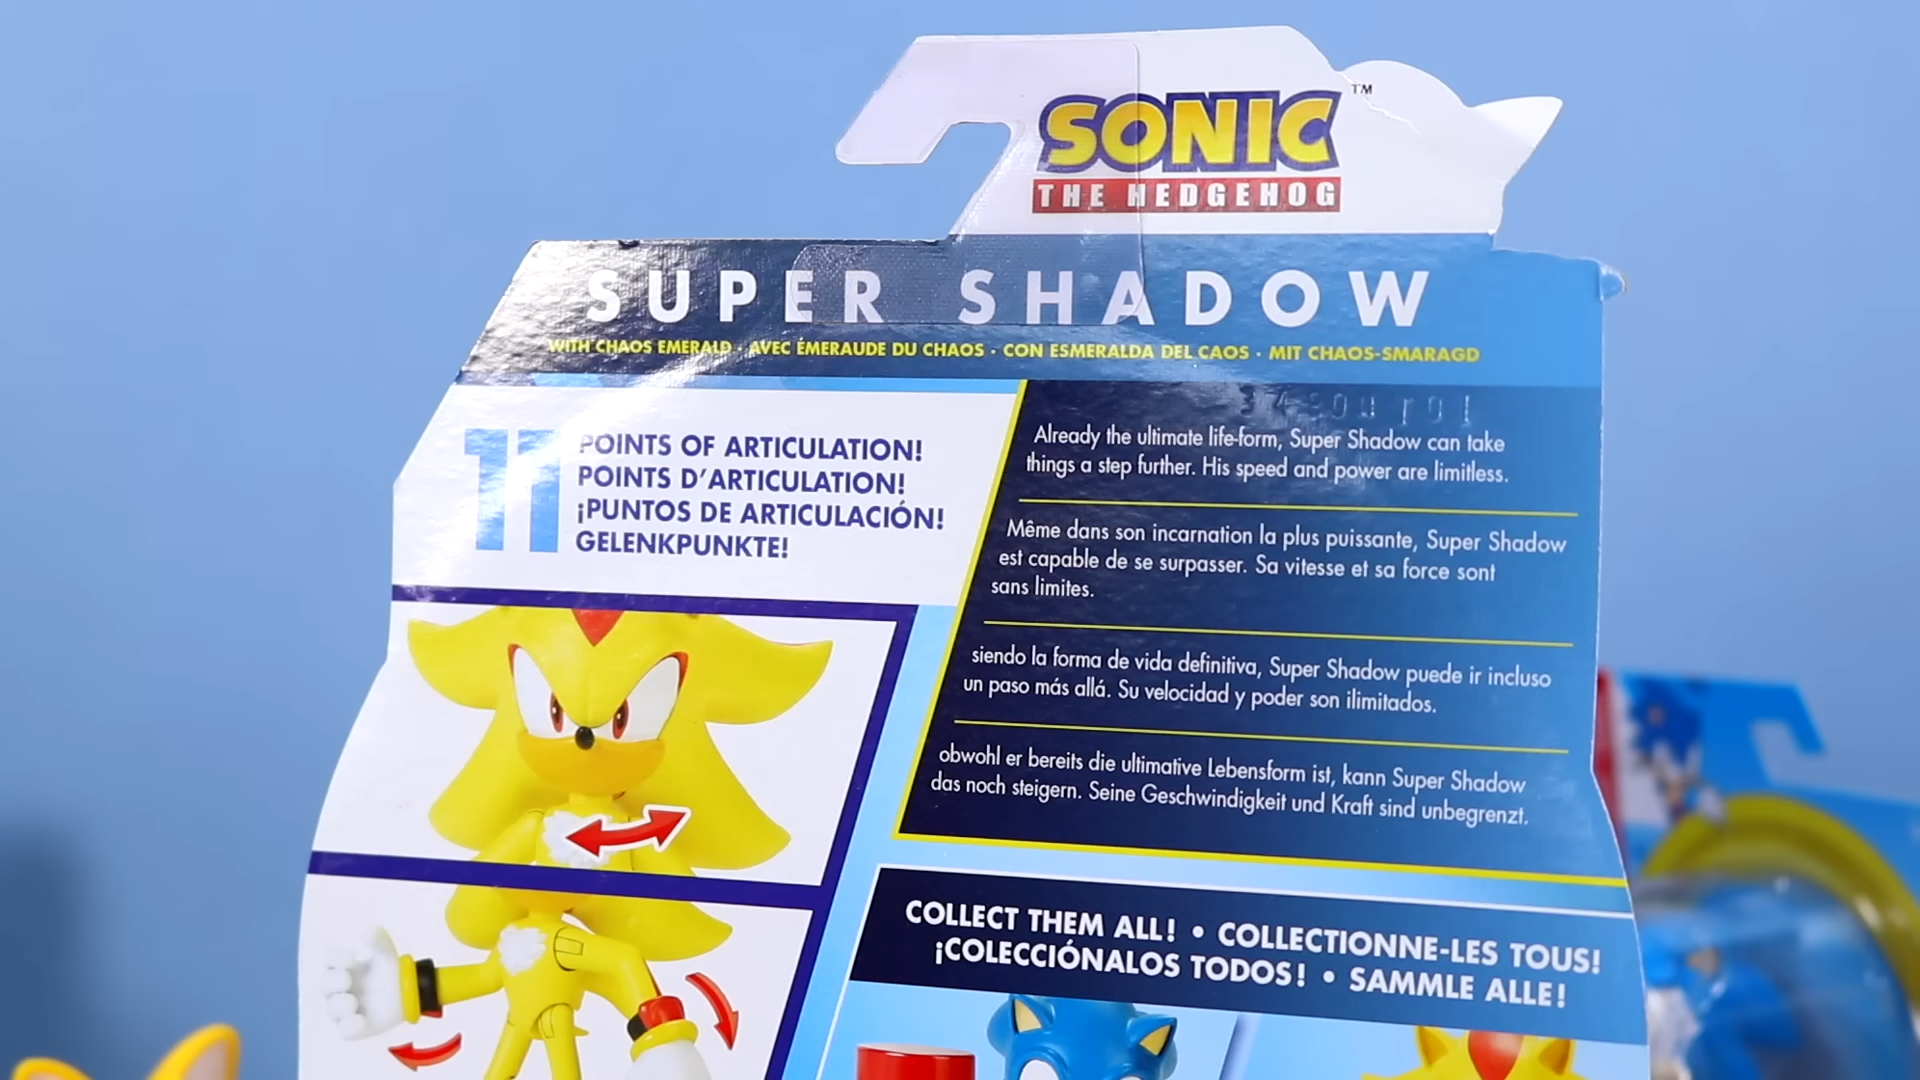 SONIC™
THE HEDGEHOG
SUPER SHADOW
WITH CHAOS EMERALD · AVEC ÉMERAUDE DU CHAOS · CON ESMERALDA DEL CAOS · MIT CHAOS-SMARAGD
11
POINTS OF ARTICULATION!
POINTS D'ARTICULATION!
¡PUNTOS DE ARTICULACIÓN!
GELENKPUNKTE!
Already the ultimate life-form, Super Shadow can take
things a step further. His speed and power are limitless.
Même dans son incarnation la plus puissante, Super Shadow
est capable de se surpasser. Sa vitesse et sa force sont
sans limites.
siendo la forma de vida definitiva, Super Shadow puede ir incluso
un paso más allá. Su velocidad y poder son ilimitados.
obwohl er bereits die ultimative Lebensform ist, kann Super Shadow
das noch steigern. Seine Geschwindigkeit und Kraft sind unbegrenzt.
COLLECT THEM ALL! • COLLECTIONNE-LES TOUS!
¡COLECCIÓNALOS TODOS! • SAMMLE ALLE!